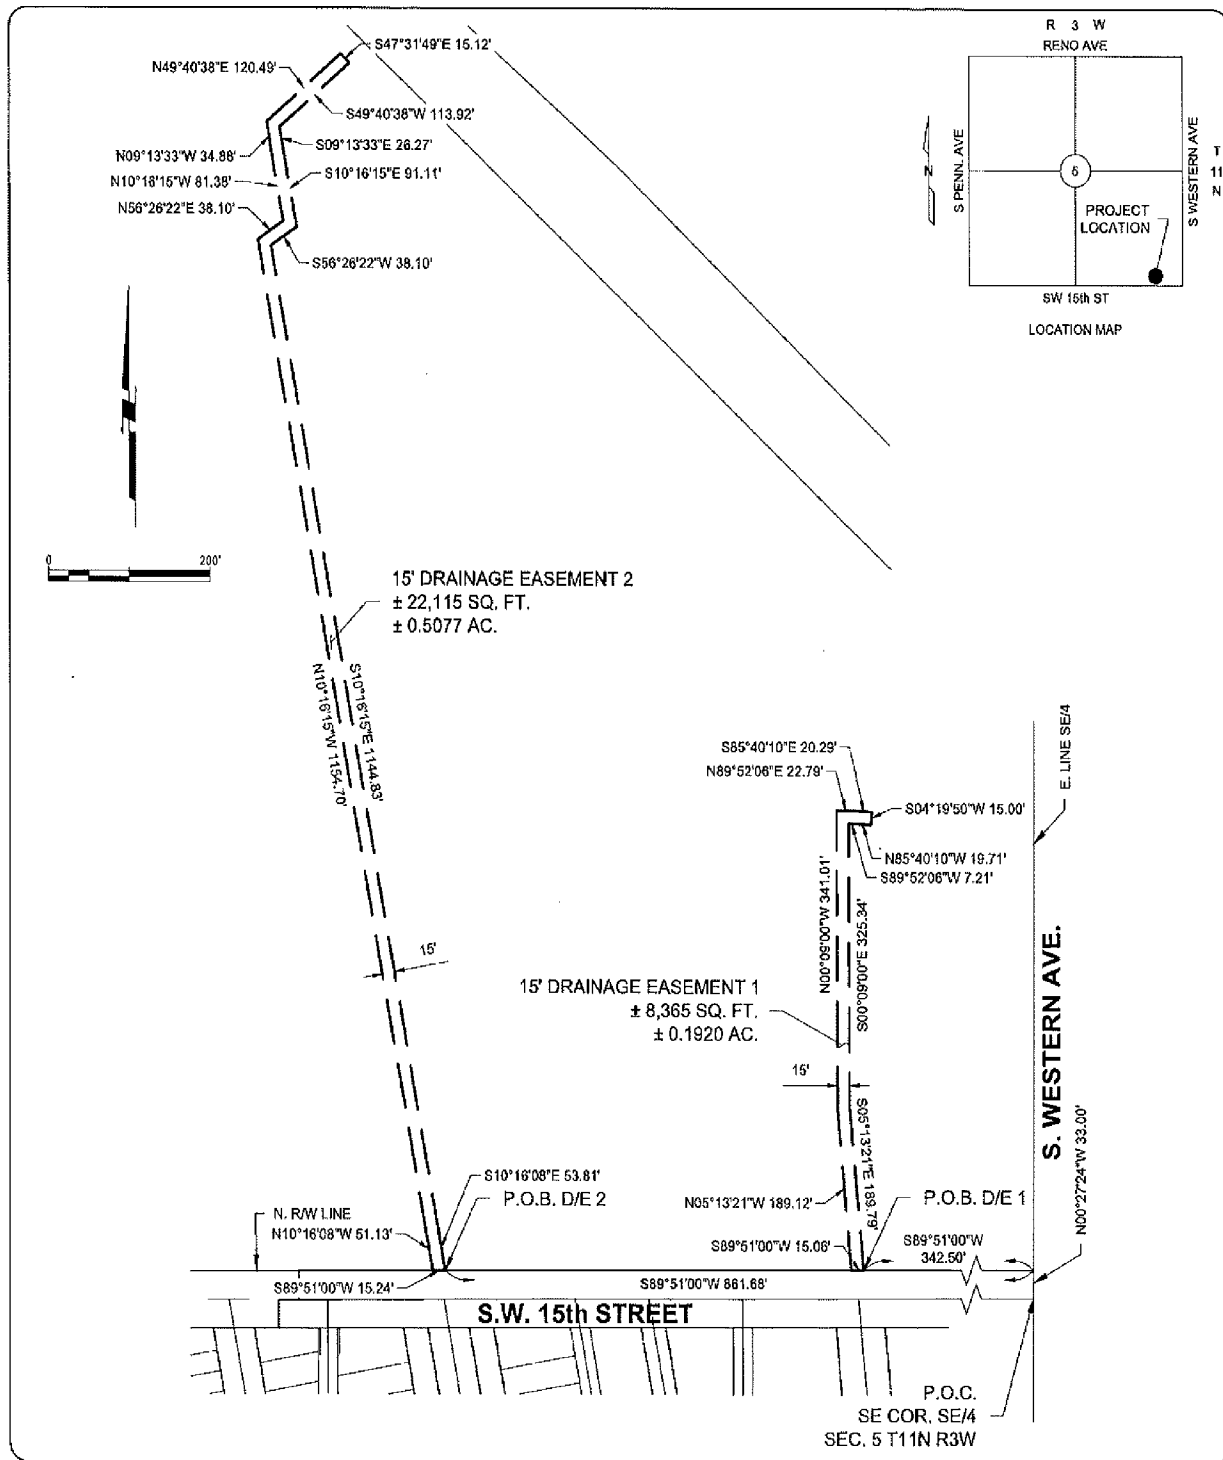 S47°31'49"E 15.12'
N49°40'38"E 120.49'
S49°40'38"W 113.92'
S09°13'33"E 26.27'
N09°13'33"W 34.88'
S10°16'15"E 91.11'
N10°16'15"W 81.38'
N56°26'22"E 38.10'
S56°26'22"W 38.10'
R 3 W
RENO AVE
S PENN. AVE
S WESTERN AVE
T
11
N
N
6
PROJECT
LOCATION
SW 15th ST
LOCATION MAP
0 200'
15' DRAINAGE EASEMENT 2
± 22,115 SQ. FT.
± 0.5077 AC.
N10°16'15"W 1154.70'
S10°16'15"E 1144.83'
15'
S85°40'10"E 20.29'
N89°52'06"E 22.79'
S04°19'50"W 15.00'
N85°40'10"W 19.71'
S89°52'06"W 7.21'
E. LINE SE/4
N00°09'00"W 341.01'
S00°09'00"E 325.34'
15' DRAINAGE EASEMENT 1
± 8,365 SQ. FT.
± 0.1920 AC.
15'
S. WESTERN AVE.
N00°27'24"W 33.00'
S05°13'21"E 189.79'
S10°16'08"E 53.81'
P.O.B. D/E 2
N05°13'21"W 189.12'
P.O.B. D/E 1
N. R/W LINE
N10°16'08"W 51.13'
S89°51'00"W 15.06'
S89°51'00"W
342.50'
S89°51'00"W 15.24'
S89°51'00"W 861.68'
S.W. 15th STREET
P.O.C.
SE COR. SE/4
SEC. 5 T11N R3W